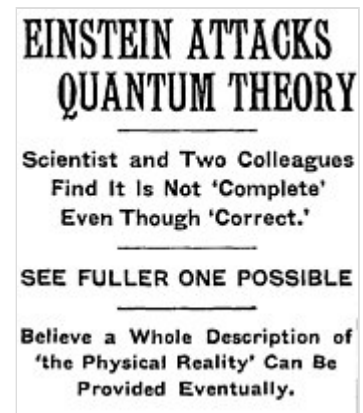 EINSTEIN ATTACKS
QUANTUM THEORY
Scientist and Two Colleagues
Find It Is Not 'Complete'
Even Though 'Correct.'
SEE FULLER ONE POSSIBLE
Believe a Whole Description of
'the Physical Reality' Can Be
Provided Eventually.